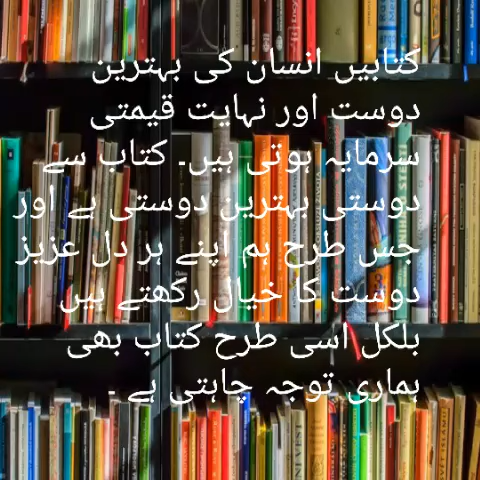 کتابیں انسان کی بہترین
دوست اور نہایت قیمتی
سرمایہ ہوتی ہیں۔ کتاب سے
دوستی بہترین دوستی ہے اور
جس طرح ہم اپنے ہر دل عزیز
دوست کا خیال رکھتے ہیں
بلکل اسی طرح کتاب بھی
ہماری توجہ چاہتی ہے ۔